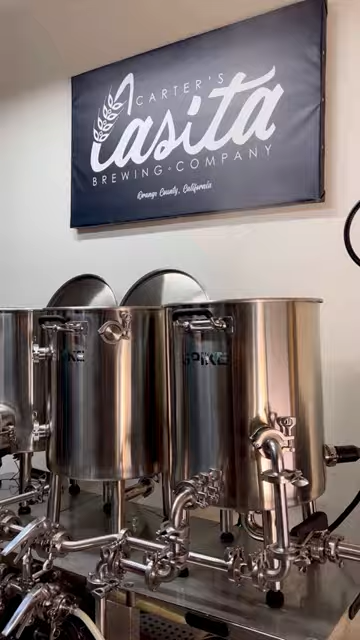 CARTER'S
Casita
BREWING·COMPANY
Orange County, California
SPIKE